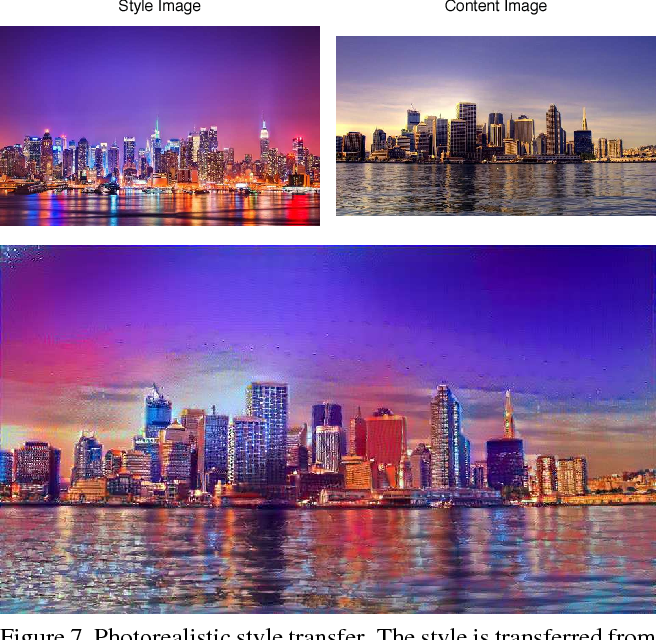 Style Image
Content Image
Figure 7. Photorealistic style transfer. The style is transferred from